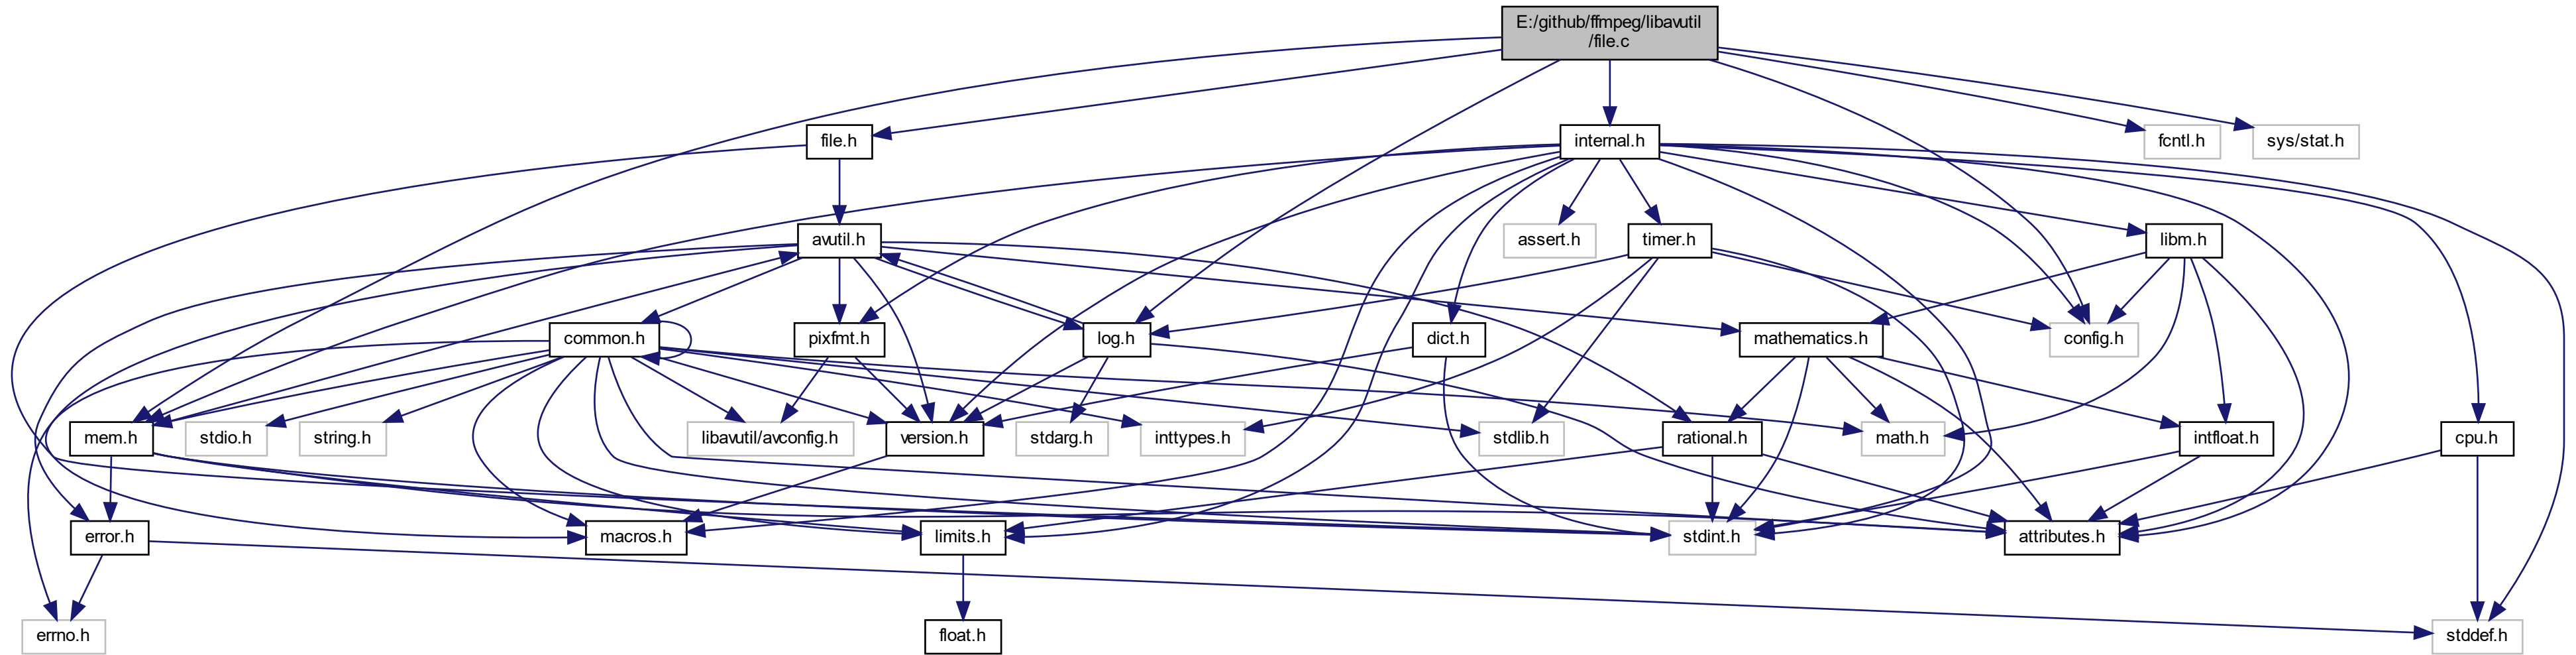 E:/github/ffmpeg/libavutil
/file.c
file.h
internal.h
fcntl.h
sys/stat.h
avutil.h
assert.h
timer.h
libm.h
common.h
pixfmt.h
log.h
dict.h
mathematics.h
config.h
mem.h
stdio.h
string.h
libavutil/avconfig.h
version.h
stdarg.h
inttypes.h
stdlib.h
rational.h
math.h
intfloat.h
cpu.h
error.h
macros.h
limits.h
stdint.h
attributes.h
errno.h
float.h
stddef.h